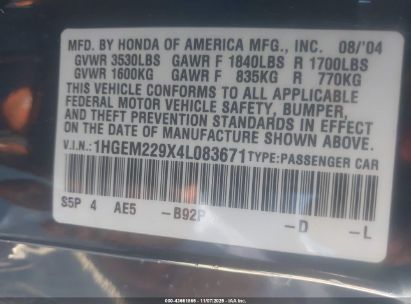 MFD. BY HONDA OF AMERICA MFG., INC. 08/'04
GVWR 3530LBS GAWR F 1840LBS R 1700LBS
GVWR 1600KG GAWR F 835KG R 770KG
THIS VEHICLE CONFORMS TO ALL APPLICABLE
FEDERAL MOTOR VEHICLE SAFETY, BUMPER,
AND THEFT PREVENTION STANDARDS IN EFFECT
ON THE DATE OF MANUFACTURE SHOWN ABOVE.
V.I.N.: 1HGEM229X4L083671 TYPE: PASSENGER CAR
S5P 4 AE5 -B92P -D -L